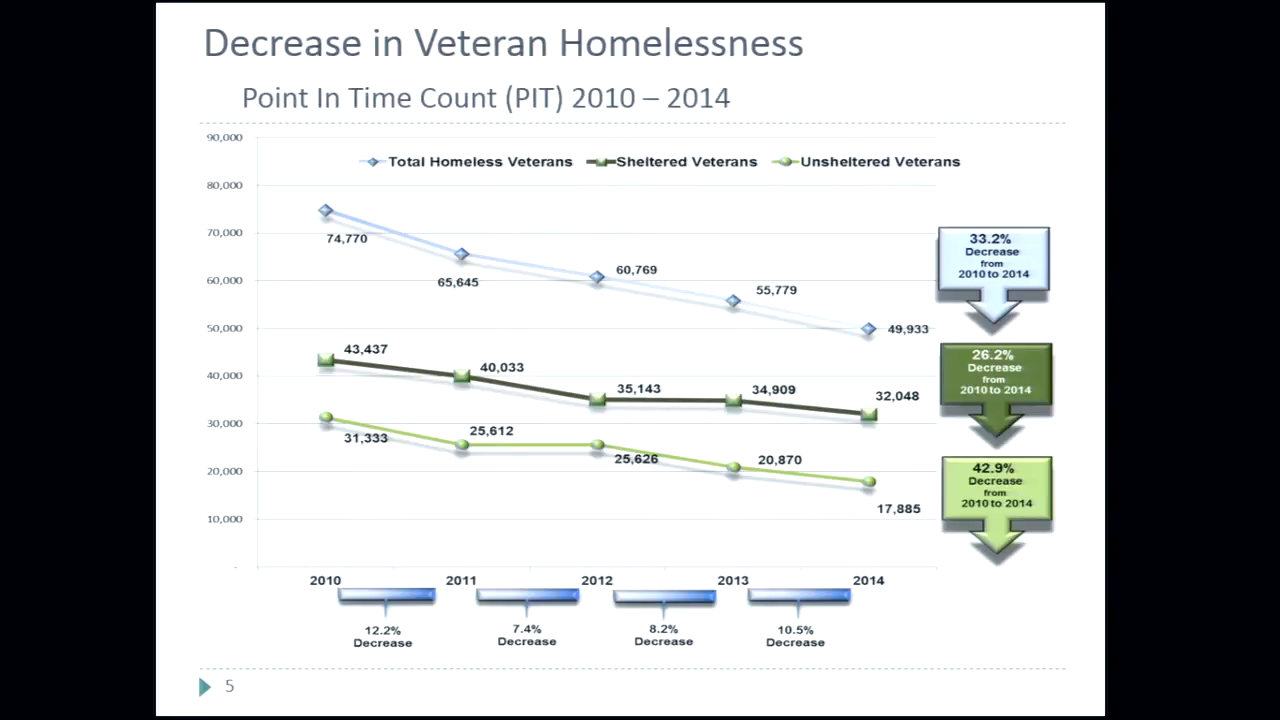 Decrease in Veteran Homelessness
Point In Time Count (PIT) 2010 – 2014
90,000
80,000
70,000
60,000
50,000
40,000
30,000
20,000
10,000
-
Total Homeless Veterans
Sheltered Veterans
Unsheltered Veterans
74,770
65,645
60,769
55,779
49,933
43,437
40,033
35,143
34,909
32,048
31,333
25,612
25,626
20,870
17,885
33.2%
Decrease
from
2010 to 2014
26.2%
Decrease
from
2010 to 2014
42.9%
Decrease
from
2010 to 2014
2010
2011
2012
2013
2014
12.2%
Decrease
7.4%
Decrease
8.2%
Decrease
10.5%
Decrease
5